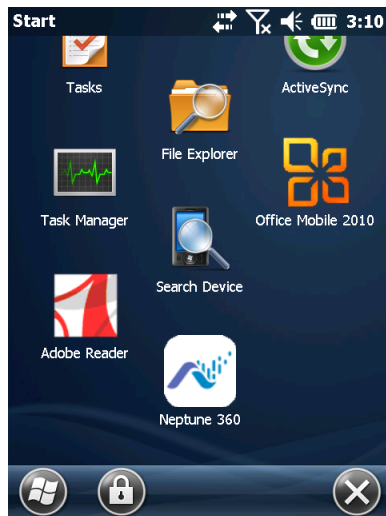 Start 3:10
Tasks
ActiveSync
File Explorer
Task Manager
Office Mobile 2010
Search Device
Adobe Reader
Neptune 360